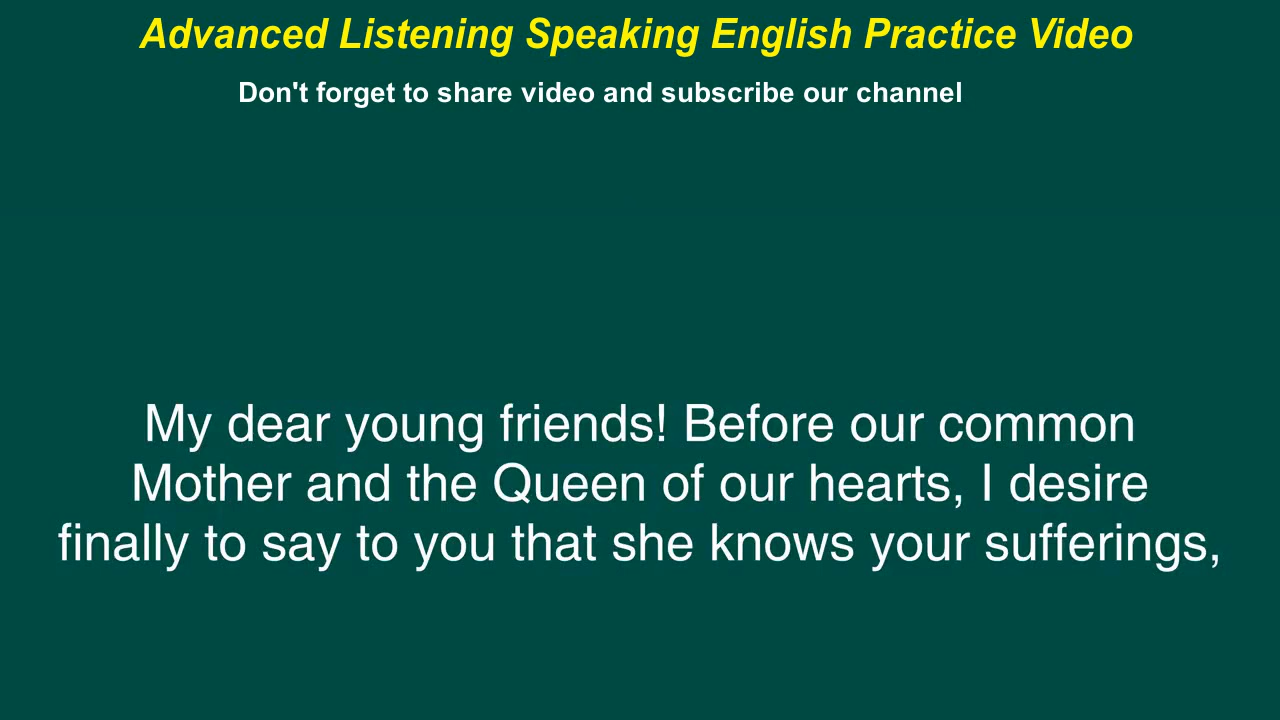 Advanced Listening Speaking English Practice Video
Don't forget to share video and subscribe our channel
My dear young friends! Before our common
Mother and the Queen of our hearts, I desire
finally to say to you that she knows your sufferings,